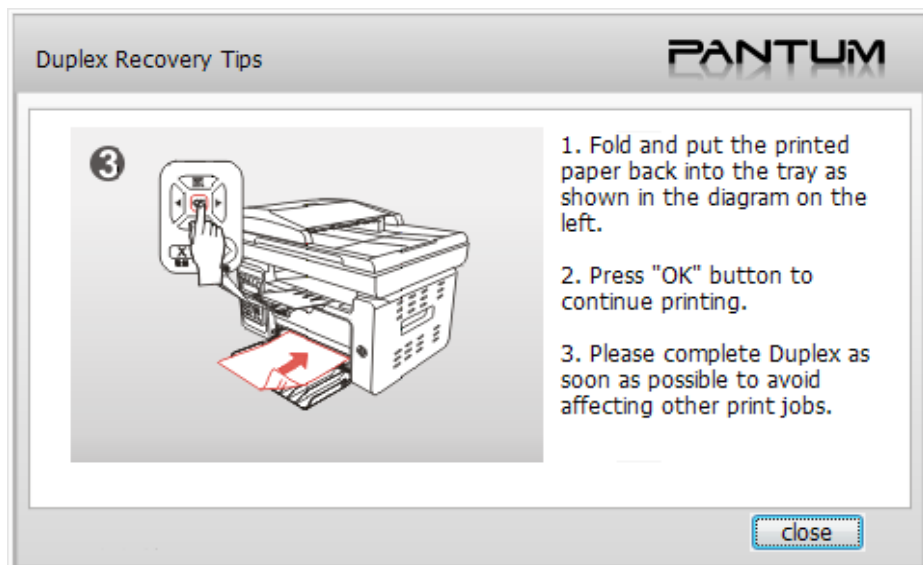 Duplex Recovery Tips
PANTUM
3
1. Fold and put the printed
paper back into the tray as
shown in the diagram on the
left.
2. Press "OK" button to
continue printing.
3. Please complete Duplex as
soon as possible to avoid
affecting other print jobs.
close